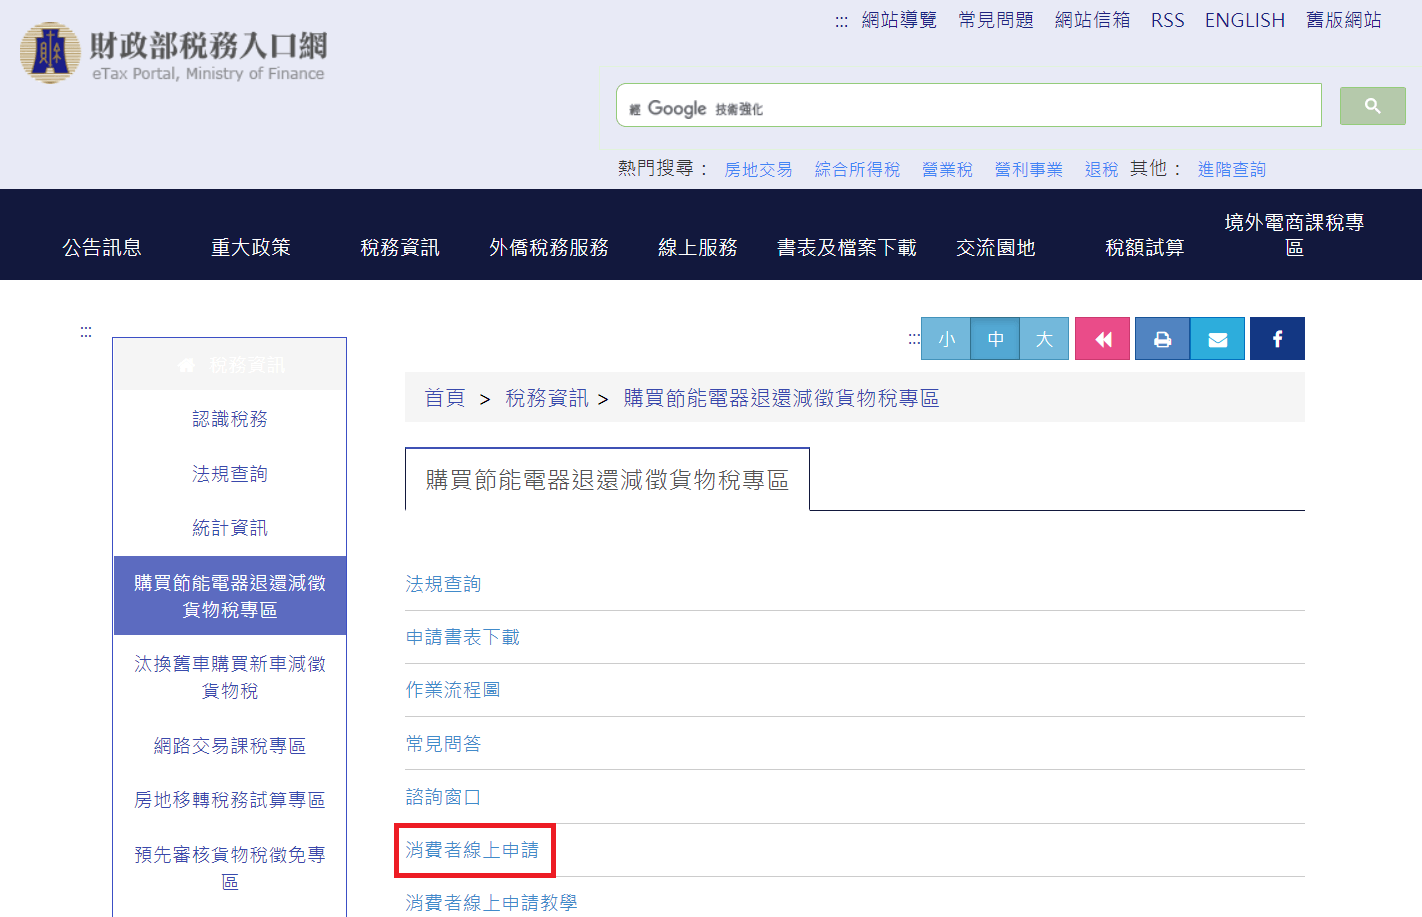 財政部稅務入口網
eTax Portal, Ministry of Finance
::: 網站導覽 常見問題 網站信箱 RSS ENGLISH 舊版網站
經 Google 技術強化
熱門搜尋： 房地交易 綜合所得稅 營業稅 營利事業 退稅 其他： 進階查詢
公告訊息 重大政策 稅務資訊 外僑稅務服務 線上服務 書表及檔案下載 交流園地 稅額試算 境外電商課稅專
區
:::
稅務資訊
認識稅務
法規查詢
統計資訊
購買節能電器退還減徵
貨物稅專區
汰換舊車購買新車減徵
貨物稅
網路交易課稅專區
房地移轉稅務試算專區
預先審核貨物稅徵免專
區
::: 小 中 大
首頁 > 稅務資訊 > 購買節能電器退還減徵貨物稅專區
購買節能電器退還減徵貨物稅專區
法規查詢
申請書表下載
作業流程圖
常見問答
諮詢窗口
消費者線上申請
消費者線上申請教學